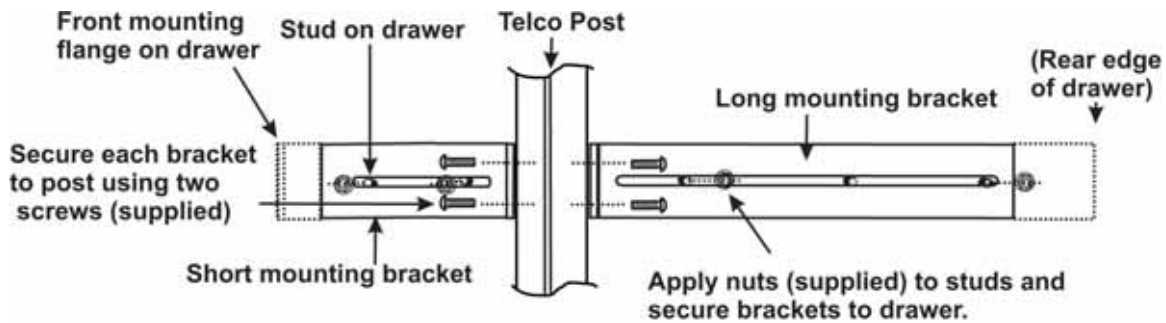 Front mounting
flange on drawer
Stud on drawer
Telco Post
(Rear edge
of drawer)
Long mounting bracket
Secure each bracket
to post using two
screws (supplied)
Short mounting bracket
Apply nuts (supplied) to studs and
secure brackets to drawer.